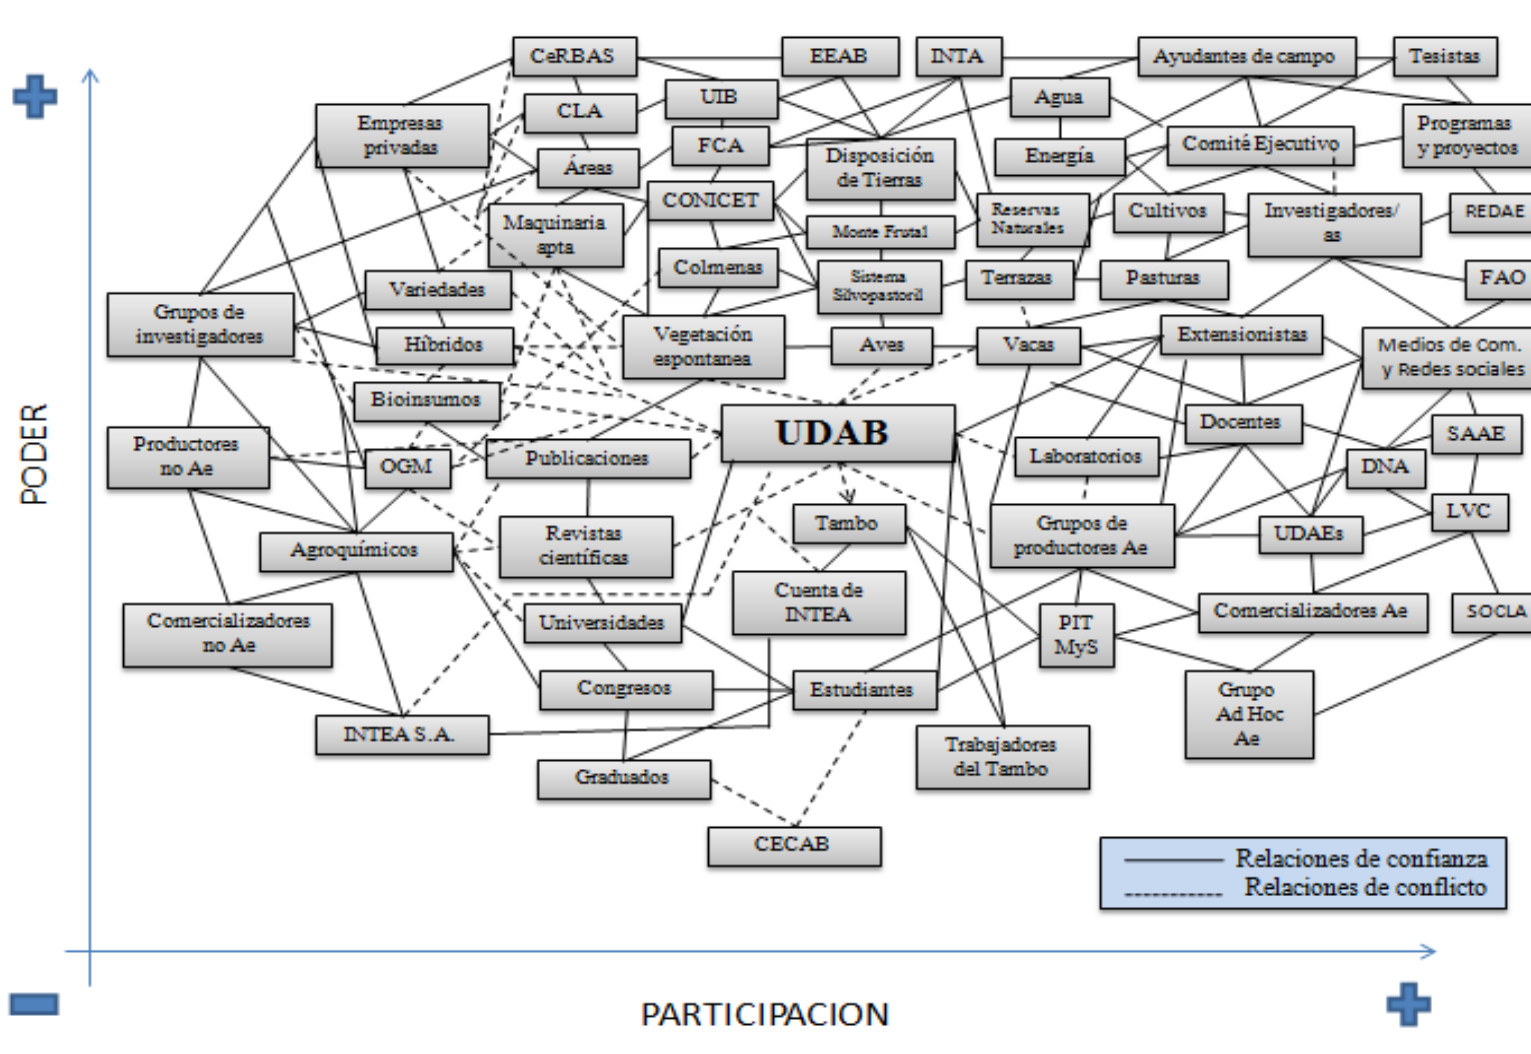 CeRBAS
EEAB
INTA
Ayudantes de campo
Tesistas
CLA
UIB
Agua
Empresas
privadas
FCA
Disposición
de Tierras
Energía
Comité Ejecutivo
Programas
y proyectos
Áreas
CONICET
Maquinaria
apta
Monte Frutal
Reservas
Naturales
Cultivos
Investigadores/
as
REDAE
Variedades
Colmenas
Sistema
Silvopastoril
Terrazas
Pasturas
FAO
Grupos de
investigadores
Híbridos
Vegetación
espontanea
Aves
Vacas
Extensionistas
Medios de Com.
y Redes sociales
Bioinsumos
UDAB
Docentes
SAAE
Productores
no Ae
OGM
Publicaciones
Laboratorios
DNA
PODER
Agroquímicos
Revistas
científicas
Tambo
Grupos de
productores Ae
UDAEs
LVC
Comercializadores
no Ae
Universidades
Cuenta de
INTEA
PIT
MyS
Comercializadores Ae
SOCLA
INTEA S.A.
Congresos
Estudiantes
Grupo
Ad Hoc
Ae
Graduados
Trabajadores
del Tambo
CECAB
Relaciones de confianza
Relaciones de conflicto
PARTICIPACION